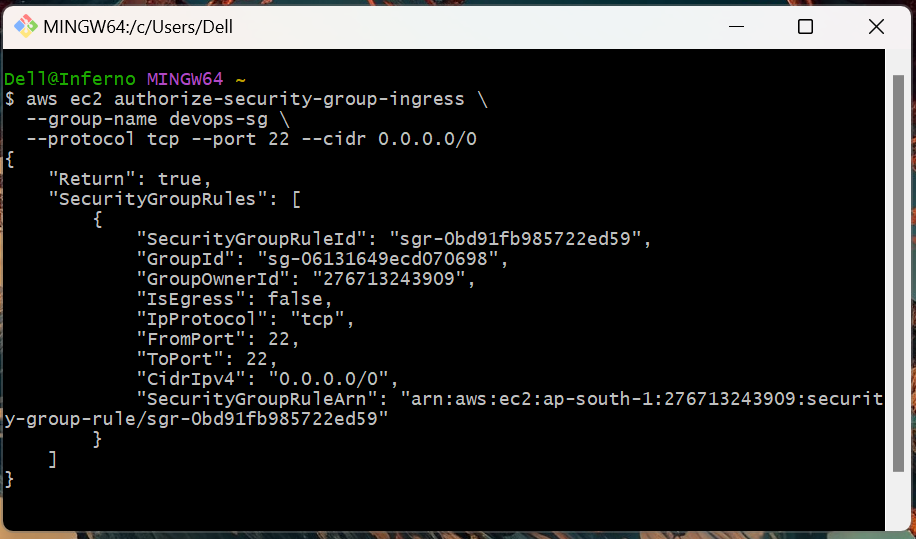 MINGW64:/c/Users/Dell
Dell@Inferno MINGW64 ~
$ aws ec2 authorize-security-group-ingress \
  --group-name devops-sg \
  --protocol tcp --port 22 --cidr 0.0.0.0/0
{
    "Return": true,
    "SecurityGroupRules": [
        {
            "SecurityGroupRuleId": "sgr-0bd91fb985722ed59",
            "GroupId": "sg-06131649ecd070698",
            "GroupOwnerId": "276713243909",
            "IsEgress": false,
            "IpProtocol": "tcp",
            "FromPort": 22,
            "ToPort": 22,
            "CidrIpv4": "0.0.0.0/0",
            "SecurityGroupRuleArn": "arn:aws:ec2:ap-south-1:276713243909:securit
y-group-rule/sgr-0bd91fb985722ed59"
        }
    ]
}